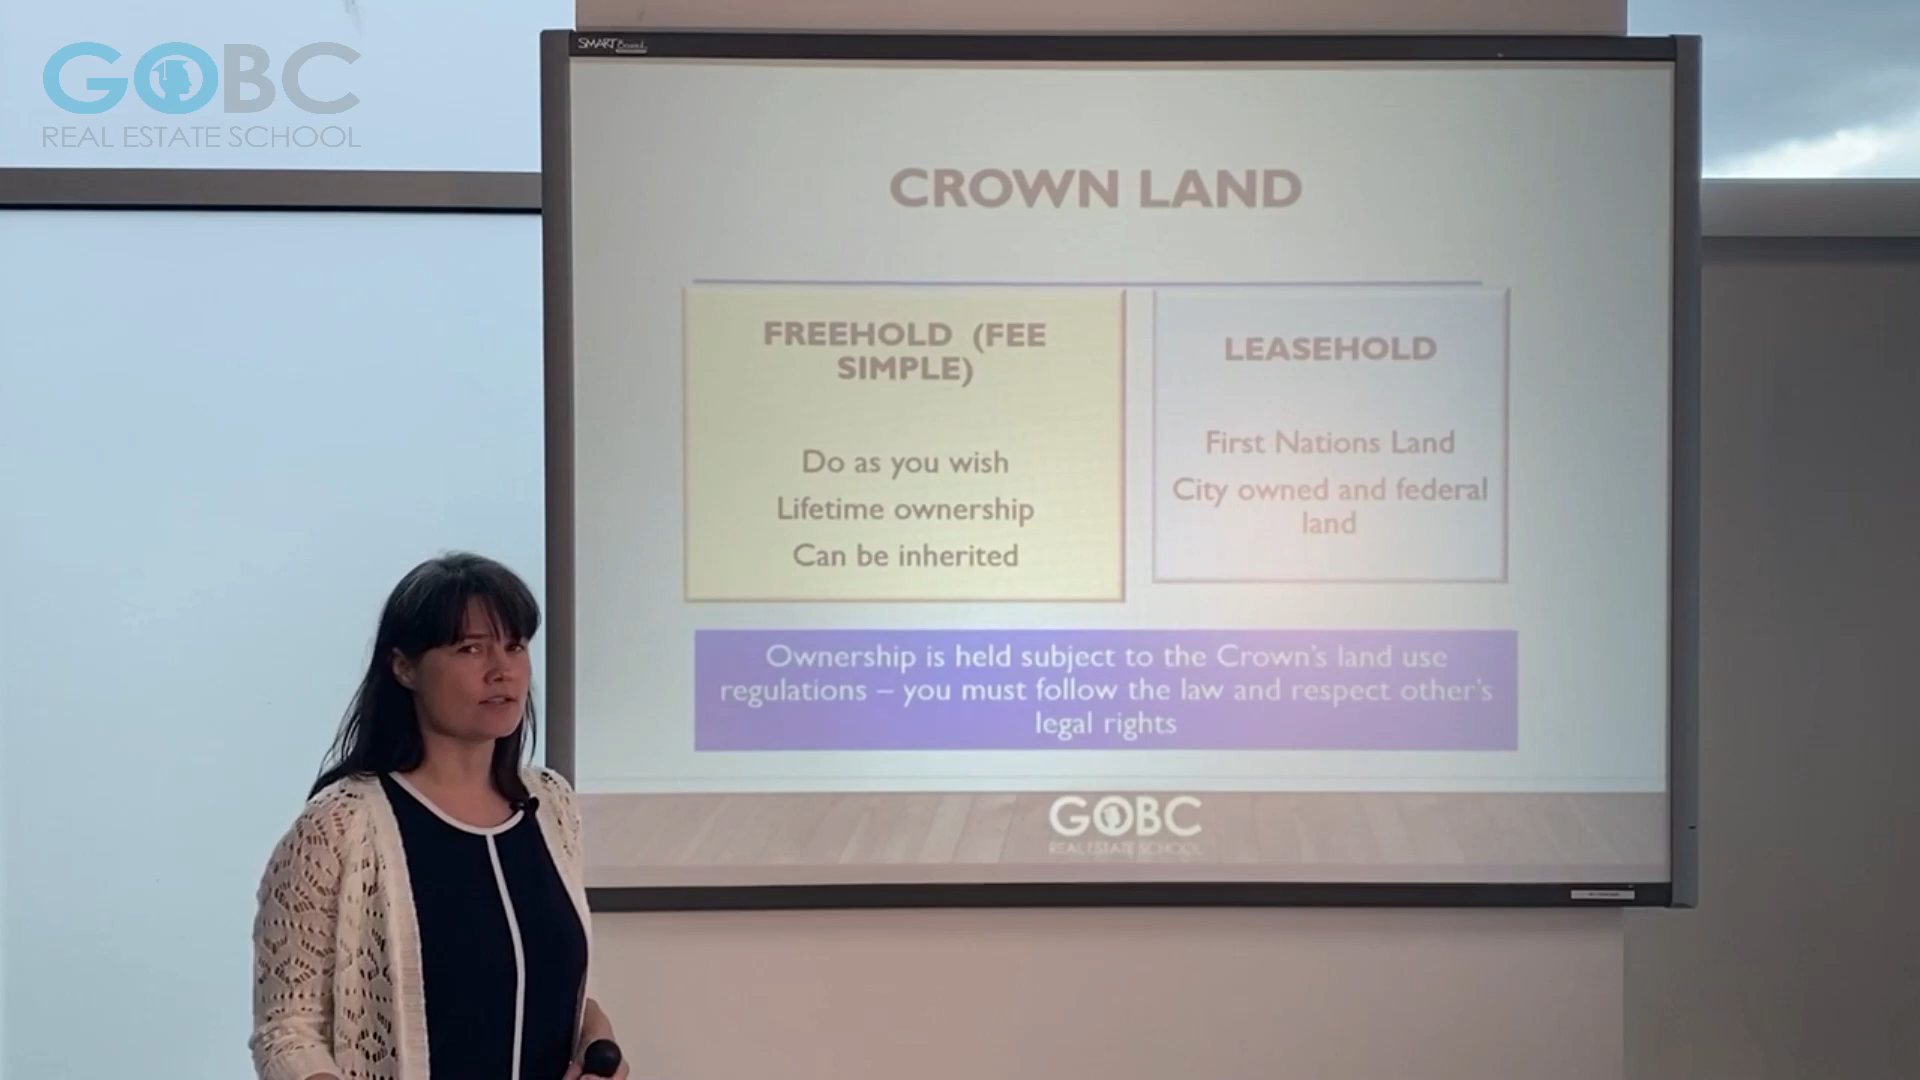 GOBC
REAL ESTATE SCHOOL
SMART Board
CROWN LAND
FREEHOLD (FEE
SIMPLE)
Do as you wish
Lifetime ownership
Can be inherited
LEASEHOLD
First Nations Land
City owned and federal
land
Ownership is held subject to the Crown's land use
regulations – you must follow the law and respect other's
legal rights
GOBC
REAL ESTATE SCHOOL